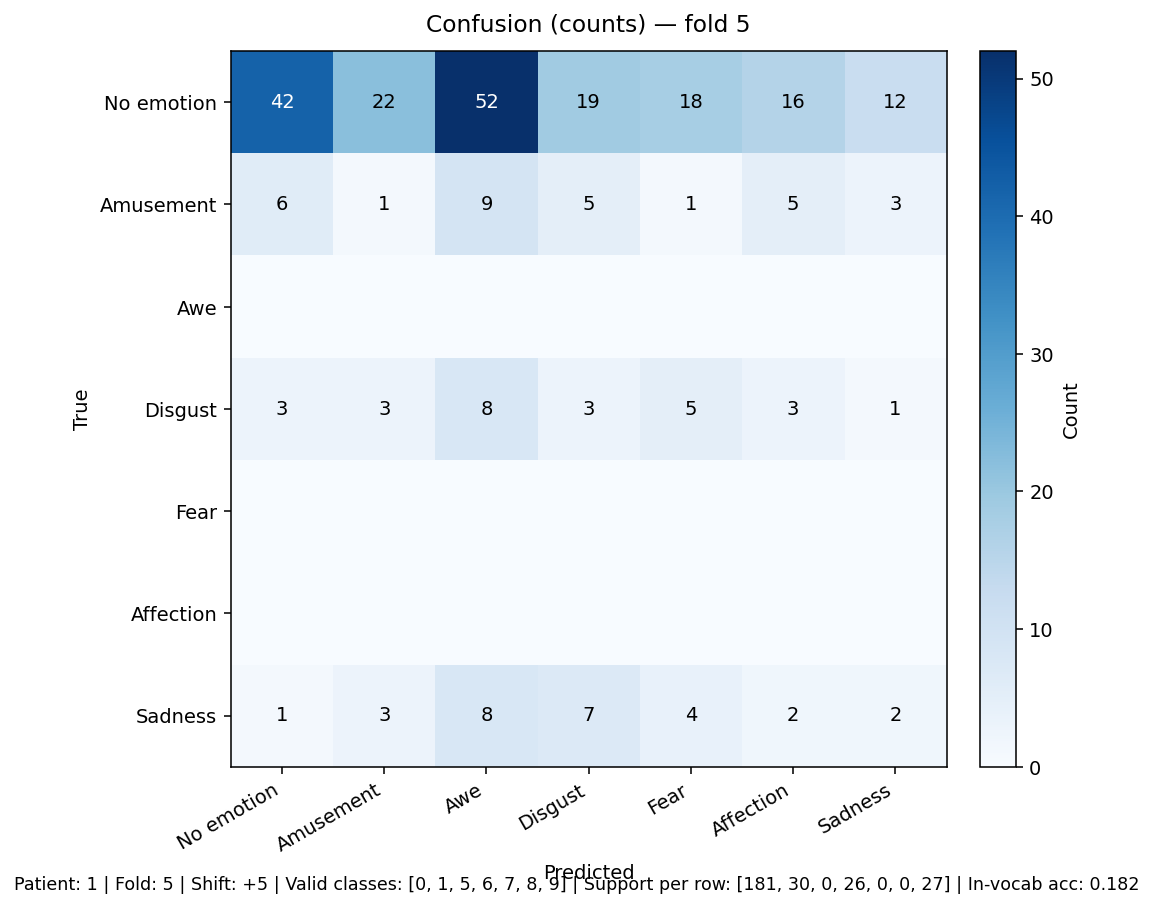 Confusion (counts) — fold 5
True
No emotion 42 22 52 19 18 16 12
Amusement 6 1 9 5 1 5 3
Awe
Disgust 3 3 8 3 5 3 1
Fear
Affection
Sadness 1 3 8 7 4 2 2
No emotion Amusement Awe Disgust Fear Affection Sadness
Predicted
50
40
30
20
10
0
Count
Patient: 1 | Fold: 5 | Shift: +5 | Valid classes: [0, 1, 5, 6, 7, 8, 9] | Support per row: [181, 30, 0, 26, 0, 0, 27] | In-vocab acc: 0.182